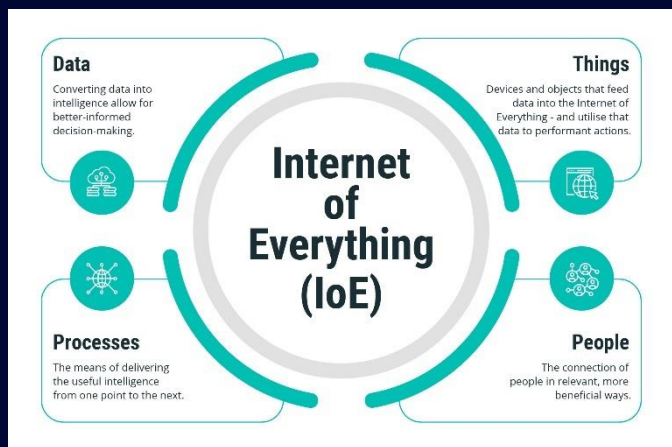 Data
Converting data into
intelligence allow for
better-informed
decision-making.
Things
Devices and objects that feed
data into the Internet of
Everything - and utilise that
data to performant actions.
Internet
of
Everything
(IoE)
Processes
The means of delivering
the useful intelligence
from one point to the next.
People
The connection of
people in relevant, more
beneficial ways.